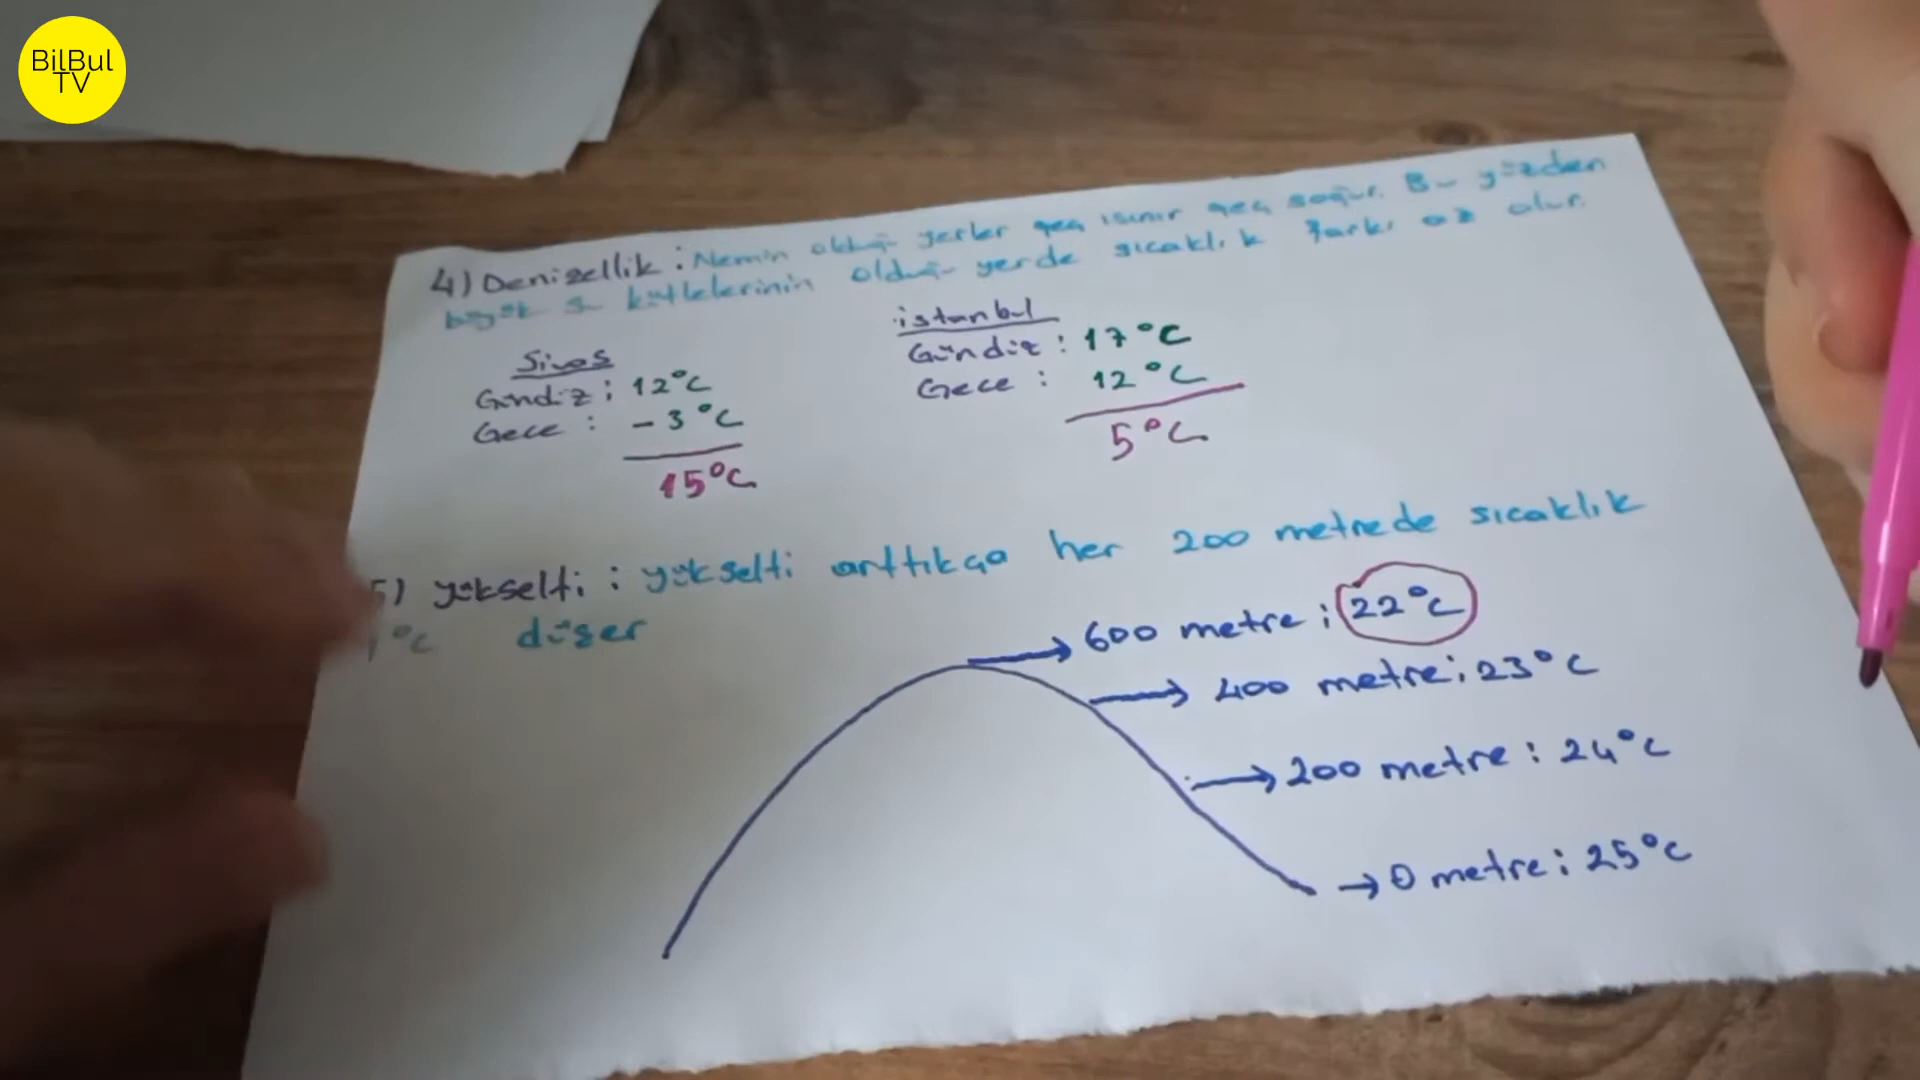 BilBul
TV
4) Denizellik : Nemin olduğu yerler geç ısınır geç soğur. Bu yüzden
büyük su kütlelerinin olduğu yerde sıcaklık farkı az olur.
Sivas
Gündüz : 12°C
Gece : -3°C
15°C
istanbul
Gündüz : 17°C
Gece : 12°C
5°C
5) yükselti : yükselti arttıkça her 200 metrede sıcaklık
1°C düşer
600 metre : 22°C
400 metre : 23°C
200 metre : 24°C
0 metre : 25°C